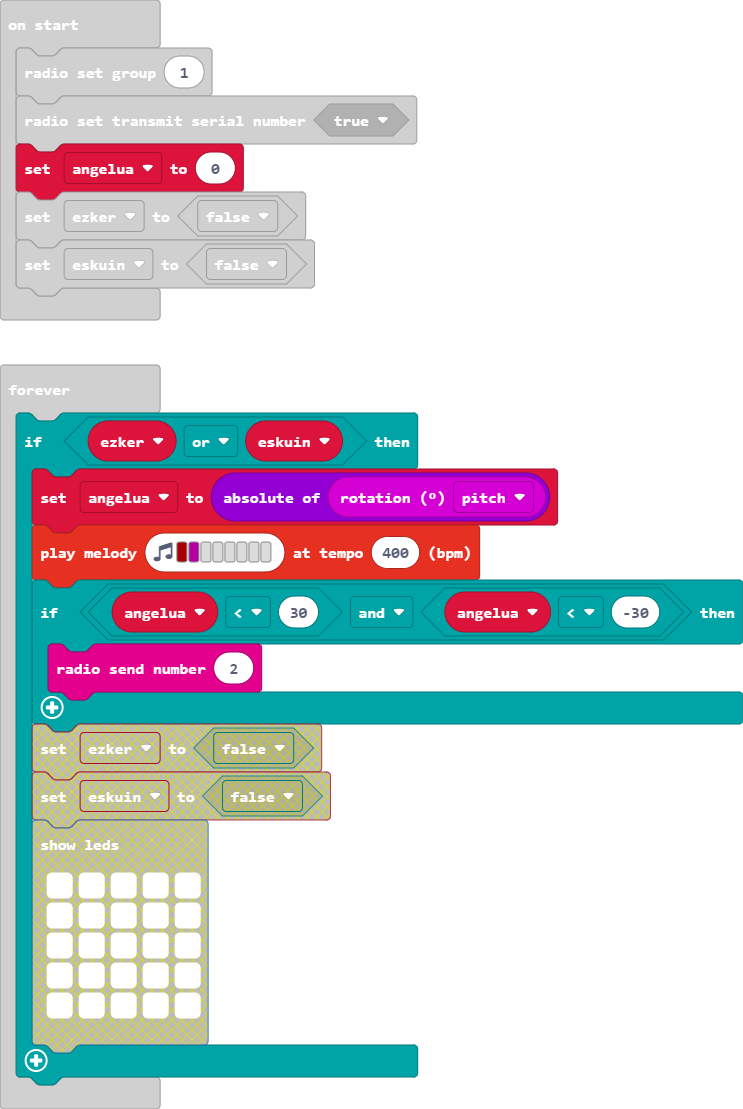 on start
radio set group 1
radio set transmit serial number true
set angelua to 0
set ezker to false
set eskuin to false
forever
if ezker or eskuin then
set angelua to absolute of rotation (º) pitch
play melody at tempo 400 (bpm)
if angelua < 30 and angelua < -30 then
radio send number 2
set ezker to false
set eskuin to false
show leds